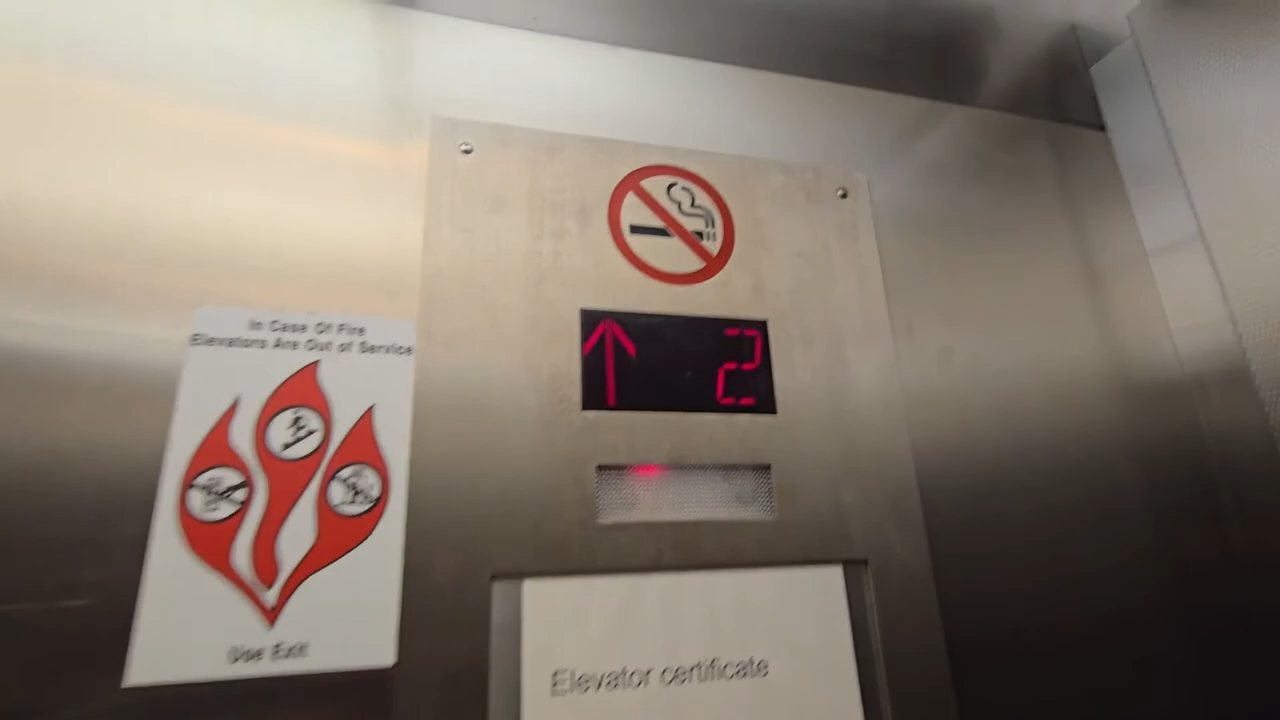 In Case Of Fire
Elevators Are Out of Service
Use Exit
2
Elevator certificate